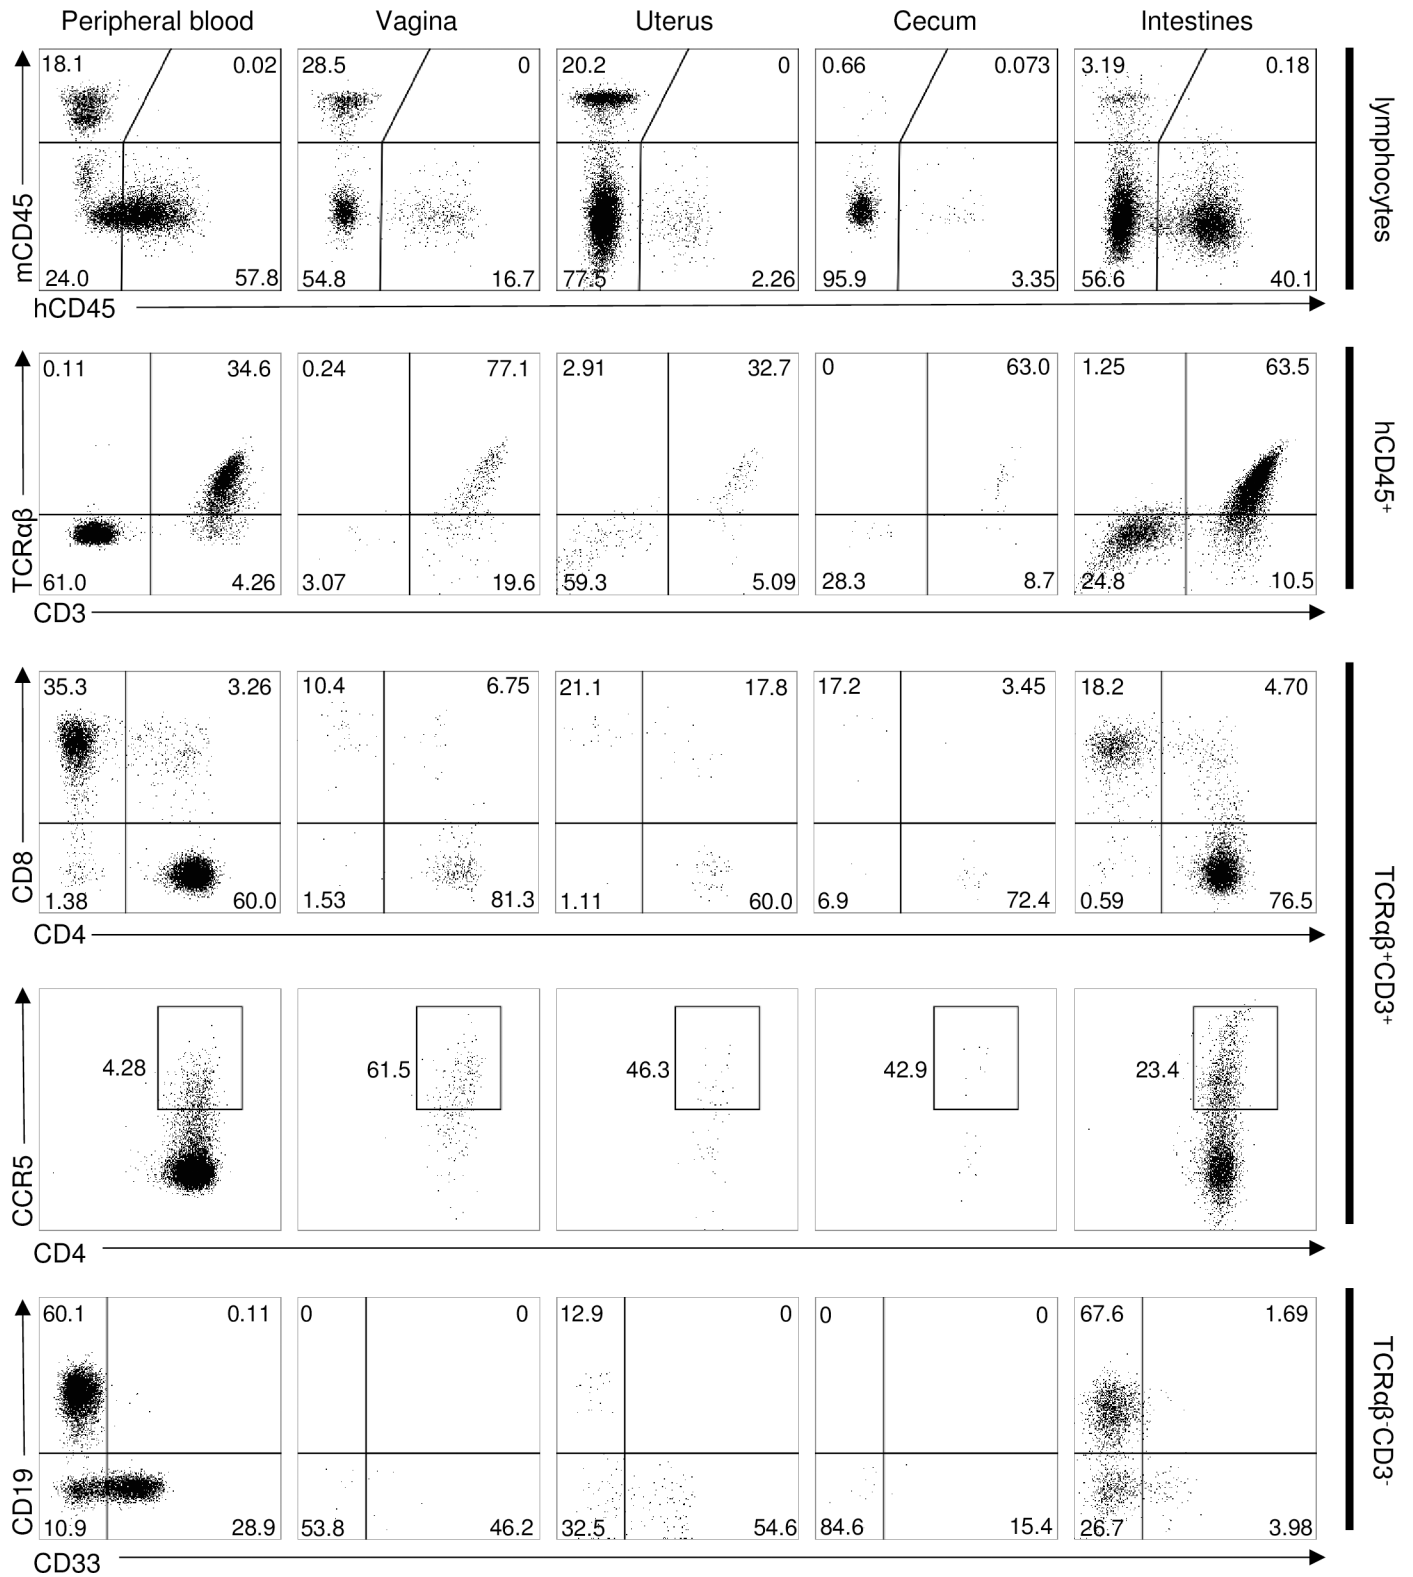 Peripheral blood Vagina Uterus Cecum Intestines
18.1 0.02 28.5 0 20.2 0 0.66 0.073 3.19 0.18
mCD45
lymphocytes
24.0 57.8 54.8 16.7 77.5 2.26 95.9 3.35 56.6 40.1
hCD45
0.11 34.6 0.24 77.1 2.91 32.7 0 63.0 1.25 63.5
TCRαβ
hCD45⁺
61.0 4.26 3.07 19.6 59.3 5.09 28.3 8.7 24.8 10.5
CD3
35.3 3.26 10.4 6.75 21.1 17.8 17.2 3.45 18.2 4.70
CD8
1.38 60.0 1.53 81.3 1.11 60.0 6.9 72.4 0.59 76.5
CD4
TCRαβ⁺CD3⁺
4.28 61.5 46.3 42.9 23.4
CCR5
CD4
60.1 0.11 0 0 12.9 0 0 0 67.6 1.69
CD19
TCRαβ⁻CD3⁻
10.9 28.9 53.8 46.2 32.5 54.6 84.6 15.4 26.7 3.98
CD33